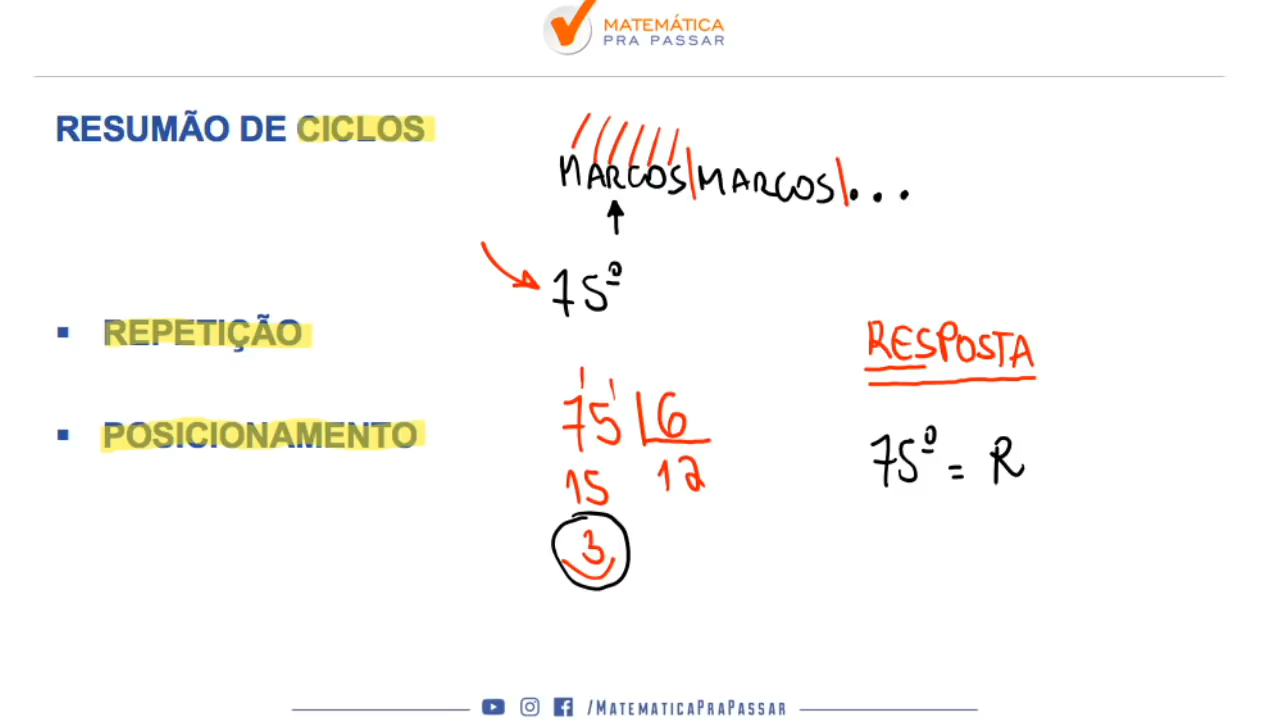 MATEMÁTICA
PRA PASSAR
RESUMÃO DE CICLOS
MARCOS|MARCOS|...
75º
▪ REPETIÇÃO
▪ POSICIONAMENTO
75 6
15 12
3
RESPOSTA
75º = R
/MATEMATICAPRAPASSAR